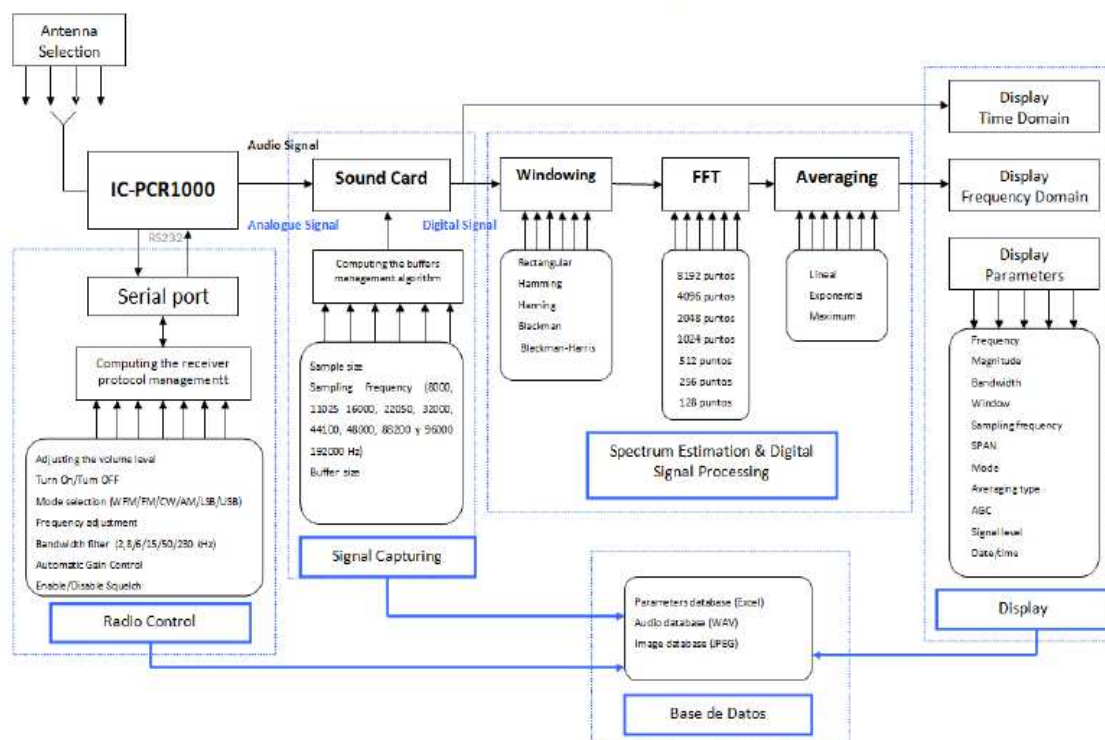 Antenna
Selection
IC-PCR1000
Audio Signal
Analogue Signal
RS232
Sound Card
Digital Signal
Windowing
FFT
Averaging
Display
Time Domain
Display
Frequency Domain
Display
Parameters
Serial port
Computing the receiver
protocol managementt
Adjusting the volume level
Turn On/Turn OFF
Mode selection (WFM/FM/CW/AM/LSB/USB)
Frequency adjustment
Bandwidth filter (2,8/6/15/50/230 kHz)
Automatic Gain Control
Enable/Disable Squelch
Radio Control
Computing the buffers
management algorithm
Sample size
Sampling Frequency (8000,
11025 16000, 22050, 32000,
44100, 48000, 88200 y 96000
192000 Hz)
Buffer size
Signal Capturing
Rectangular
Hamming
Hanning
Blackman
Blackman-Harris
8192 puntos
4096 puntos
2048 puntos
1024 puntos
512 puntos
256 puntos
128 puntos
Lineal
Exponential
Maximum
Spectrum Estimation & Digital
Signal Processing
Frequency
Magnitude
Bandwidth
Window
Sampling frequency
SPAN
Mode
Averaging type
AGC
Signal level
Date/time
Display
Parameters database (Excel)
Audio database (WAV)
Image database (JPEG)
Base de Datos